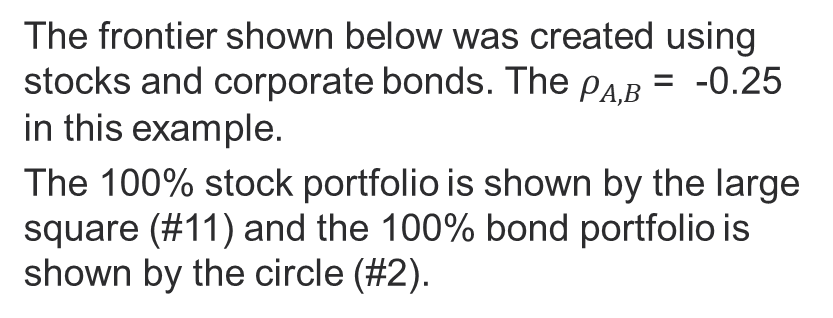 The frontier shown below was created using
stocks and corporate bonds. The ρA,B = -0.25
in this example.
The 100% stock portfolio is shown by the large
square (#11) and the 100% bond portfolio is
shown by the circle (#2).